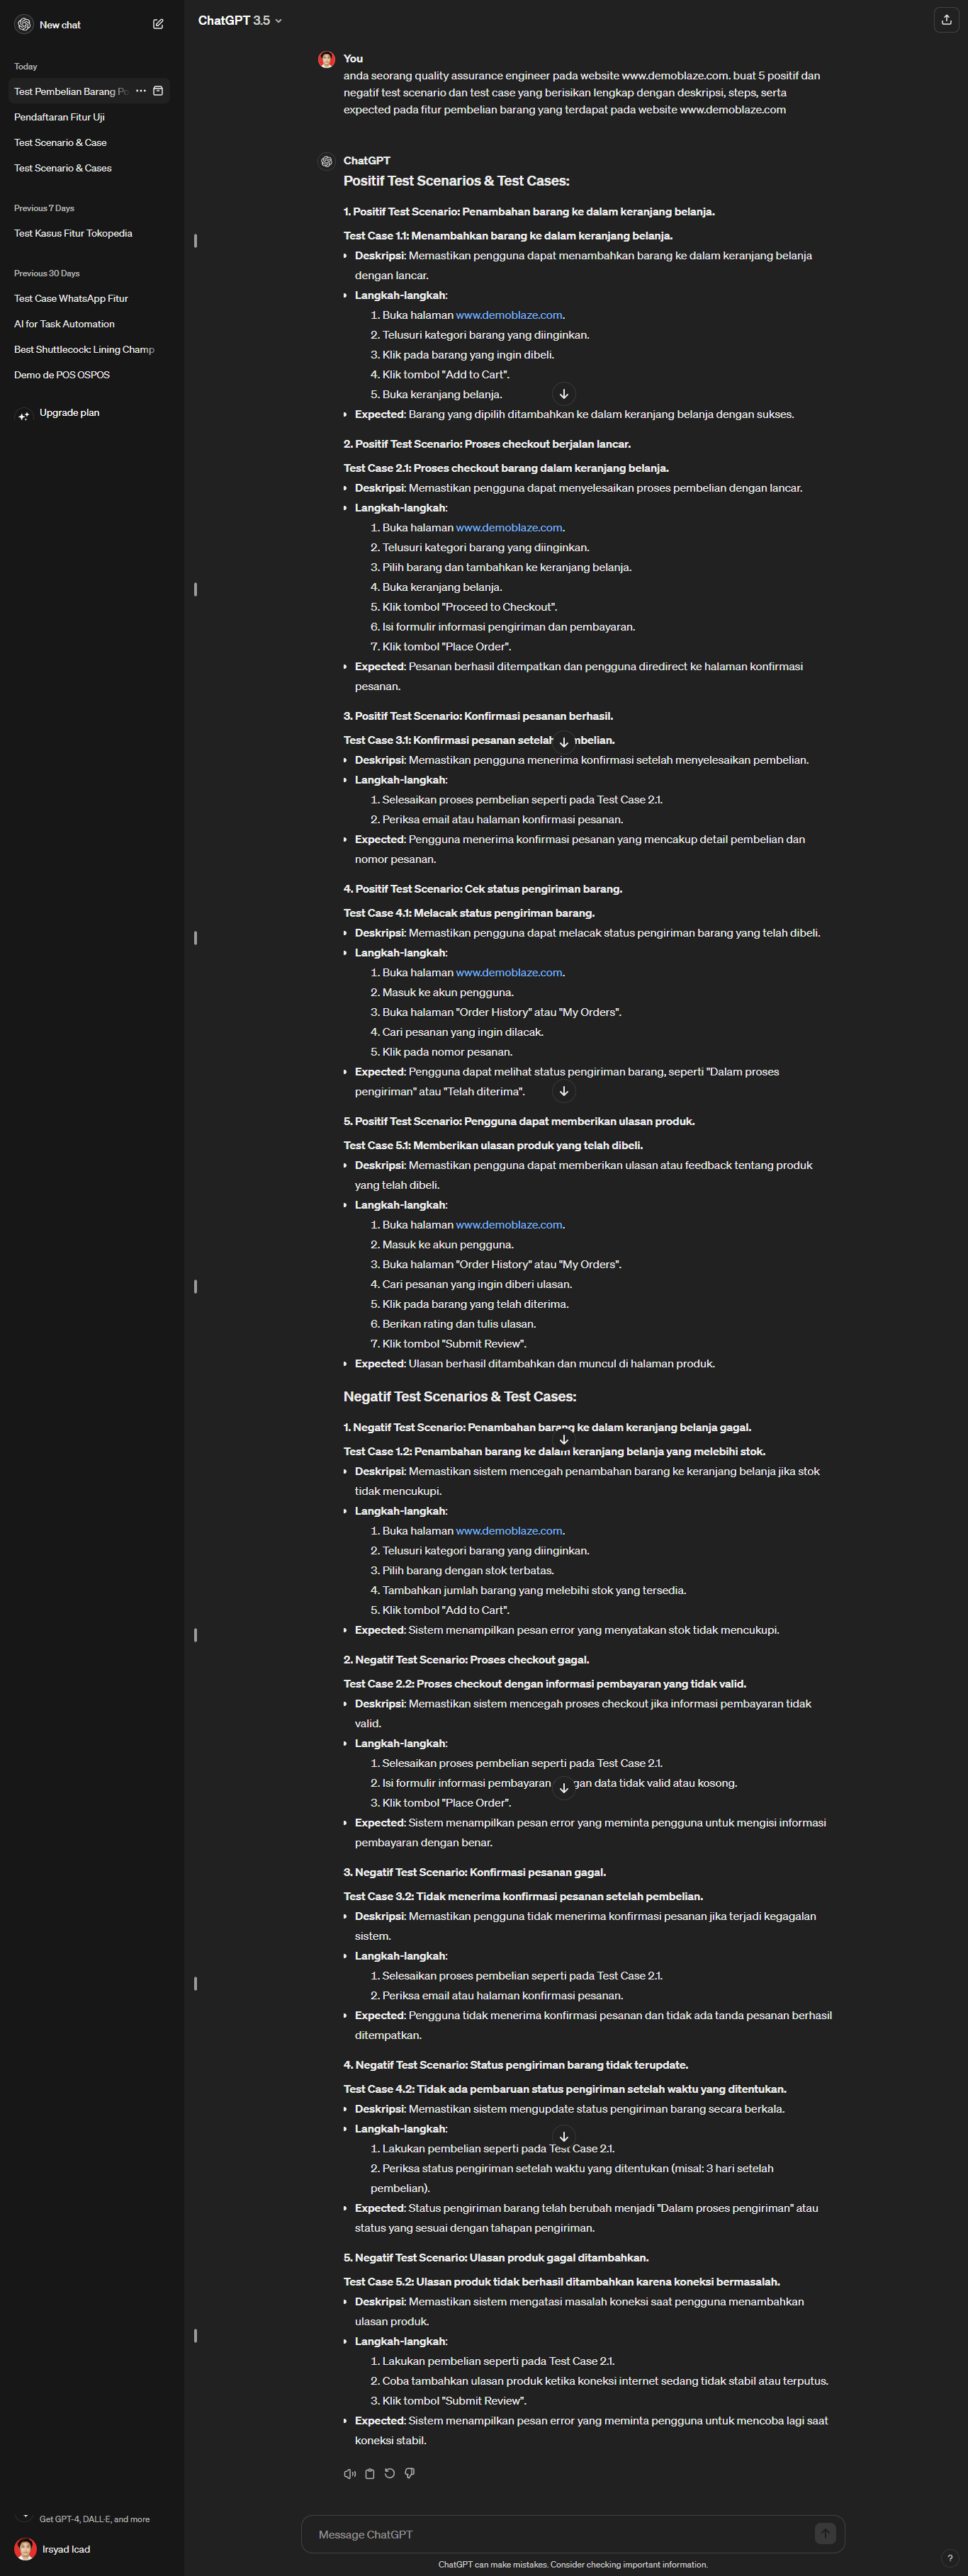 New chat
Today
Test Pembelian Barang Po
Pendaftaran Fitur Uji
Test Scenario & Case
Test Scenario & Cases
Previous 7 Days
Test Kasus Fitur Tokopedia
Previous 30 Days
Test Case WhatsApp Fitur
AI for Task Automation
Best Shuttlecock: Lining Champ
Demo de POS OSPOS
Upgrade plan
Get GPT-4, DALL·E, and more
Irsyad Icad
ChatGPT 3.5
You
anda seorang quality assurance engineer pada website www.demoblaze.com. buat 5 positif dan
negatif test scenario dan test case yang berisikan lengkap dengan deskripsi, steps, serta
expected pada fitur pembelian barang yang terdapat pada website www.demoblaze.com
ChatGPT
Positif Test Scenarios & Test Cases:
1. Positif Test Scenario: Penambahan barang ke dalam keranjang belanja.
Test Case 1.1: Menambahkan barang ke dalam keranjang belanja.
Deskripsi: Memastikan pengguna dapat menambahkan barang ke dalam keranjang belanja
dengan lancar.
Langkah-langkah:
1. Buka halaman www.demoblaze.com.
2. Telusuri kategori barang yang diinginkan.
3. Klik pada barang yang ingin dibeli.
4. Klik tombol "Add to Cart".
5. Buka keranjang belanja.
Expected: Barang yang dipilih ditambahkan ke dalam keranjang belanja dengan sukses.
2. Positif Test Scenario: Proses checkout berjalan lancar.
Test Case 2.1: Proses checkout barang dalam keranjang belanja.
Deskripsi: Memastikan pengguna dapat menyelesaikan proses pembelian dengan lancar.
Langkah-langkah:
1. Buka halaman www.demoblaze.com.
2. Telusuri kategori barang yang diinginkan.
3. Pilih barang dan tambahkan ke keranjang belanja.
4. Buka keranjang belanja.
5. Klik tombol "Proceed to Checkout".
6. Isi formulir informasi pengiriman dan pembayaran.
7. Klik tombol "Place Order".
Expected: Pesanan berhasil ditempatkan dan pengguna diredirect ke halaman konfirmasi
pesanan.
3. Positif Test Scenario: Konfirmasi pesanan berhasil.
Test Case 3.1: Konfirmasi pesanan setelah mbelian.
Deskripsi: Memastikan pengguna menerima konfirmasi setelah menyelesaikan pembelian.
Langkah-langkah:
1. Selesaikan proses pembelian seperti pada Test Case 2.1.
2. Periksa email atau halaman konfirmasi pesanan.
Expected: Pengguna menerima konfirmasi pesanan yang mencakup detail pembelian dan
nomor pesanan.
4. Positif Test Scenario: Cek status pengiriman barang.
Test Case 4.1: Melacak status pengiriman barang.
Deskripsi: Memastikan pengguna dapat melacak status pengiriman barang yang telah dibeli.
Langkah-langkah:
1. Buka halaman www.demoblaze.com.
2. Masuk ke akun pengguna.
3. Buka halaman "Order History" atau "My Orders".
4. Cari pesanan yang ingin dilacak.
5. Klik pada nomor pesanan.
Expected: Pengguna dapat melihat status pengiriman barang, seperti "Dalam proses
pengiriman" atau "Telah diterima".
5. Positif Test Scenario: Pengguna dapat memberikan ulasan produk.
Test Case 5.1: Memberikan ulasan produk yang telah dibeli.
Deskripsi: Memastikan pengguna dapat memberikan ulasan atau feedback tentang produk
yang telah dibeli.
Langkah-langkah:
1. Buka halaman www.demoblaze.com.
2. Masuk ke akun pengguna.
3. Buka halaman "Order History" atau "My Orders".
4. Cari pesanan yang ingin diberi ulasan.
5. Klik pada barang yang telah diterima.
6. Berikan rating dan tulis ulasan.
7. Klik tombol "Submit Review".
Expected: Ulasan berhasil ditambahkan dan muncul di halaman produk.
Negatif Test Scenarios & Test Cases:
1. Negatif Test Scenario: Penambahan barang ke dalam keranjang belanja gagal.
Test Case 1.2: Penambahan barang ke dalam keranjang belanja yang melebihi stok.
Deskripsi: Memastikan sistem mencegah penambahan barang ke keranjang belanja jika stok
tidak mencukupi.
Langkah-langkah:
1. Buka halaman www.demoblaze.com.
2. Telusuri kategori barang yang diinginkan.
3. Pilih barang dengan stok terbatas.
4. Tambahkan jumlah barang yang melebihi stok yang tersedia.
5. Klik tombol "Add to Cart".
Expected: Sistem menampilkan pesan error yang menyatakan stok tidak mencukupi.
2. Negatif Test Scenario: Proses checkout gagal.
Test Case 2.2: Proses checkout dengan informasi pembayaran yang tidak valid.
Deskripsi: Memastikan sistem mencegah proses checkout jika informasi pembayaran tidak
valid.
Langkah-langkah:
1. Selesaikan proses pembelian seperti pada Test Case 2.1.
2. Isi formulir informasi pembayaran gan data tidak valid atau kosong.
3. Klik tombol "Place Order".
Expected: Sistem menampilkan pesan error yang meminta pengguna untuk mengisi informasi
pembayaran dengan benar.
3. Negatif Test Scenario: Konfirmasi pesanan gagal.
Test Case 3.2: Tidak menerima konfirmasi pesanan setelah pembelian.
Deskripsi: Memastikan pengguna tidak menerima konfirmasi pesanan jika terjadi kegagalan
sistem.
Langkah-langkah:
1. Selesaikan proses pembelian seperti pada Test Case 2.1.
2. Periksa email atau halaman konfirmasi pesanan.
Expected: Pengguna tidak menerima konfirmasi pesanan dan tidak ada tanda pesanan berhasil
ditempatkan.
4. Negatif Test Scenario: Status pengiriman barang tidak terupdate.
Test Case 4.2: Tidak ada pembaruan status pengiriman setelah waktu yang ditentukan.
Deskripsi: Memastikan sistem mengupdate status pengiriman barang secara berkala.
Langkah-langkah:
1. Lakukan pembelian seperti pada Test Case 2.1.
2. Periksa status pengiriman setelah waktu yang ditentukan (misal: 3 hari setelah
pembelian).
Expected: Status pengiriman barang telah berubah menjadi "Dalam proses pengiriman" atau
status yang sesuai dengan tahapan pengiriman.
5. Negatif Test Scenario: Ulasan produk gagal ditambahkan.
Test Case 5.2: Ulasan produk tidak berhasil ditambahkan karena koneksi bermasalah.
Deskripsi: Memastikan sistem mengatasi masalah koneksi saat pengguna menambahkan
ulasan produk.
Langkah-langkah:
1. Lakukan pembelian seperti pada Test Case 2.1.
2. Coba tambahkan ulasan produk ketika koneksi internet sedang tidak stabil atau terputus.
3. Klik tombol "Submit Review".
Expected: Sistem menampilkan pesan error yang meminta pengguna untuk mencoba lagi saat
koneksi stabil.
Message ChatGPT
ChatGPT can make mistakes. Consider checking important information.
?